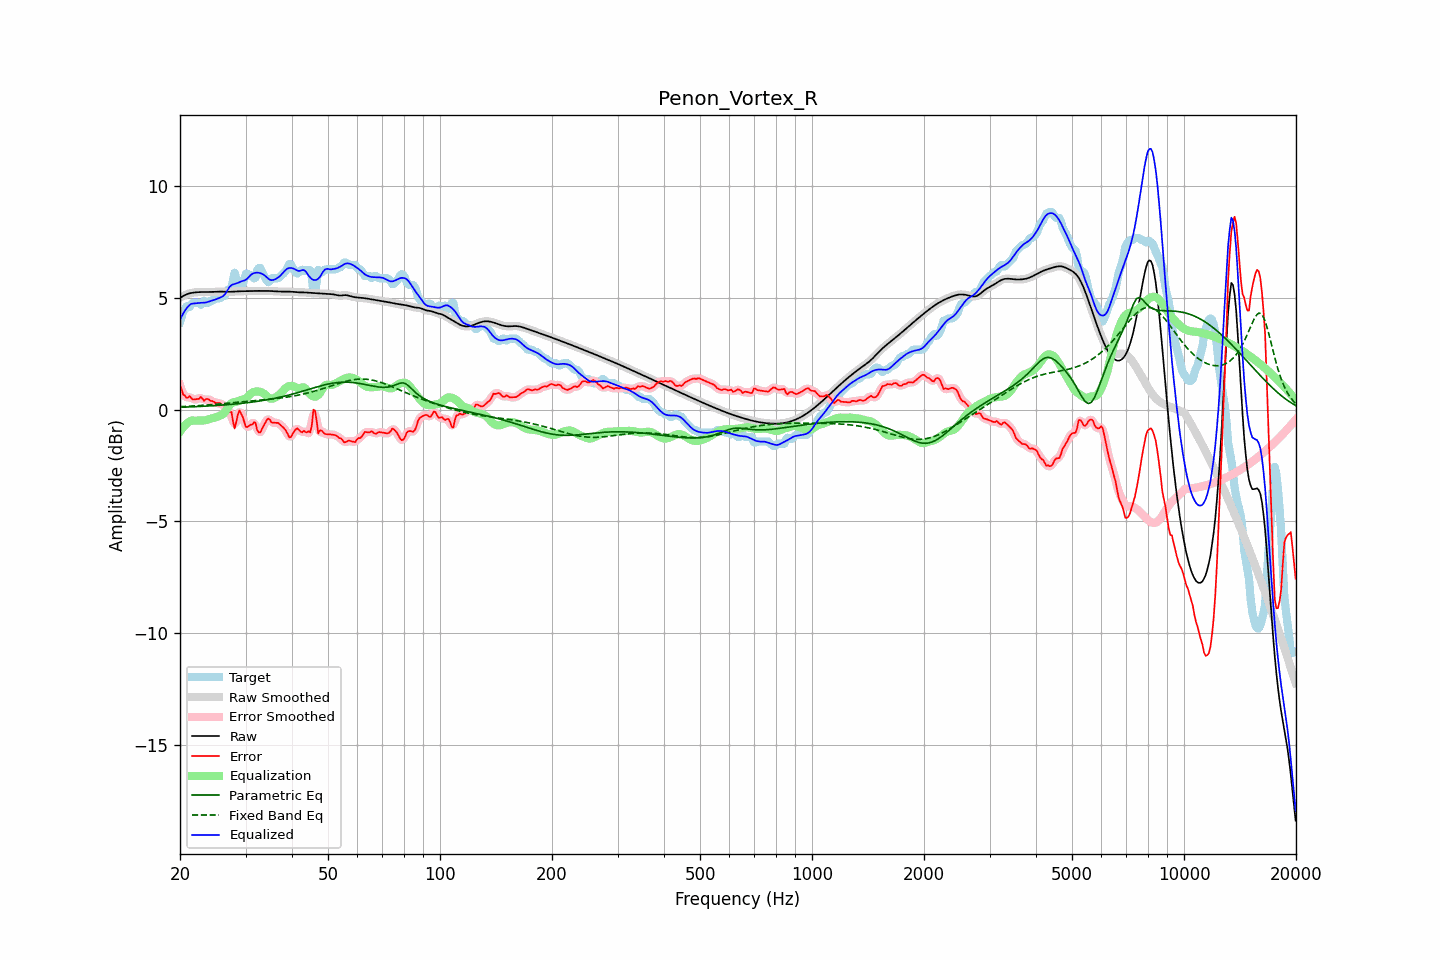 Penon_Vortex_R
10
5
0
−5
−10
−15
Amplitude (dBr)
Target
Raw Smoothed
Error Smoothed
Raw
Error
Equalization
Parametric Eq
Fixed Band Eq
Equalized
20 50 100 200 500 1000 2000 5000 10000 20000
Frequency (Hz)